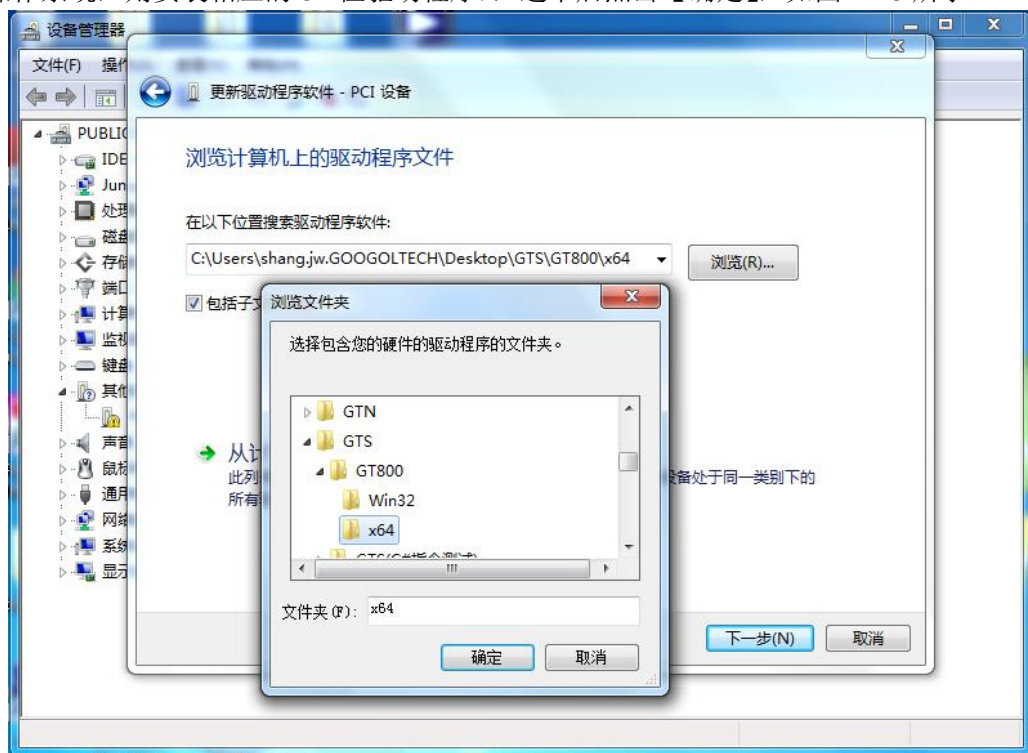 设备管理器
文件(F)
更新驱动程序软件 - PCI 设备
浏览计算机上的驱动程序文件
在以下位置搜索驱动程序软件:
C:\Users\shang.jw.GOOGOLTECH\Desktop\GTS\GT800\x64
浏览(R)...
包括子
浏览文件夹
选择包含您的硬件的驱动程序的文件夹。
GTN
GTS
GT800
Win32
x64
文件夹(F): x64
确定 取消
从计
此列
设备处于同一类别下的
所有
下一步(N) 取消
PUBLIC
IDE
Jun
处理
磁盘
存储
端口
计算
监视
键盘
其他
声音
鼠标
通用
网络
系统
显示